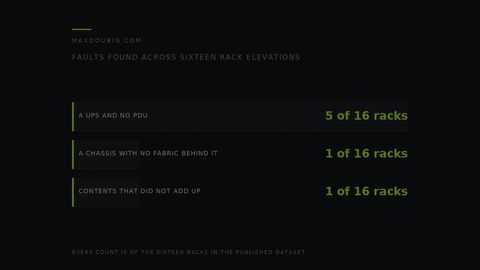 MAXDOURIN.COM
FAULTS FOUND ACROSS SIXTEEN RACK ELEVATIONS
A UPS AND NO PDU
5 of 16 racks
A CHASSIS WITH NO FABRIC BEHIND IT
1 of 16 racks
CONTENTS THAT DID NOT ADD UP
1 of 16 racks
EVERY COUNT IS OF THE SIXTEEN RACKS IN THE PUBLISHED DATASET